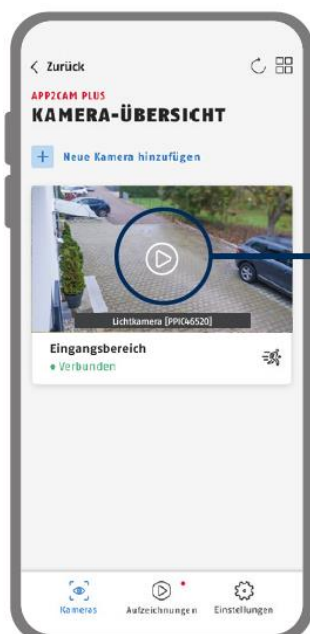 Zurück
APP2CAM PLUS
KAMERA-ÜBERSICHT
Neue Kamera hinzufügen
Lichtkamera [PPIC46520]
Eingangsbereich
Verbunden
Kameras
Aufzeichnungen
Einstellungen